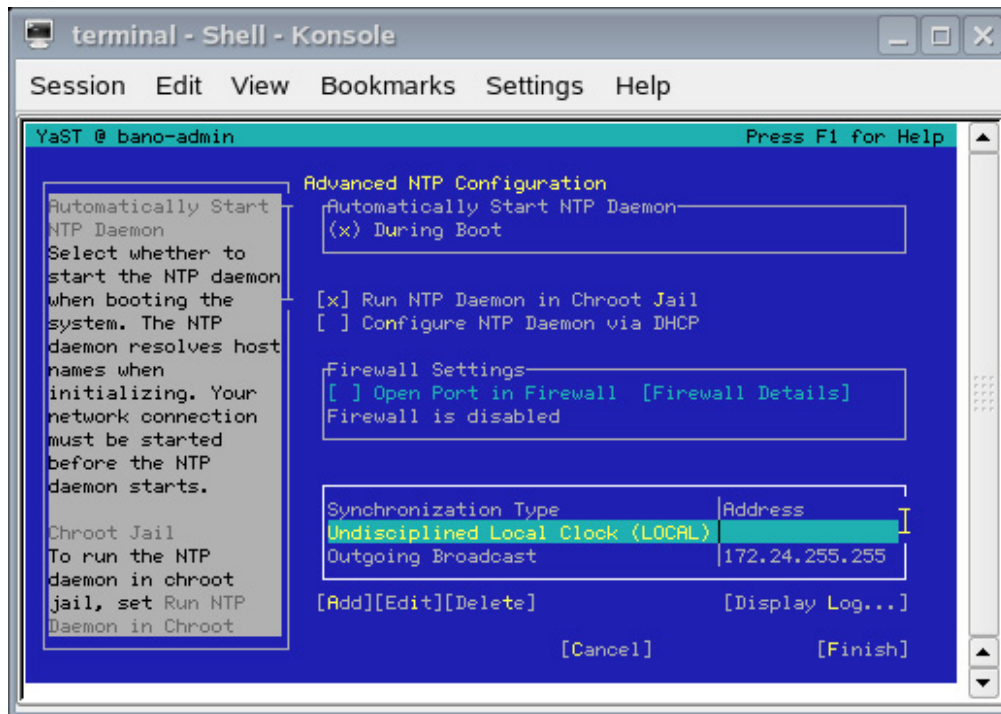 terminal - Shell - Konsole
Session Edit View Bookmarks Settings Help
YaST @ bano-admin Press F1 for Help
Automatically Start
NTP Daemon
Select whether to
start the NTP daemon
when booting the
system. The NTP
daemon resolves host
names when
initializing. Your
network connection
must be started
before the NTP
daemon starts.
Chroot Jail
To run the NTP
daemon in chroot
jail, set Run NTP
Daemon in Chroot
Advanced NTP Configuration
Automatically Start NTP Daemon
(x) During Boot
[x] Run NTP Daemon in Chroot Jail
[ ] Configure NTP Daemon via DHCP
Firewall Settings
[ ] Open Port in Firewall [Firewall Details]
Firewall is disabled
Synchronization Type Address
Undisciplined Local Clock (LOCAL)
Outgoing Broadcast 172.24.255.255
[Add][Edit][Delete] [Display Log...]
[Cancel] [Finish]